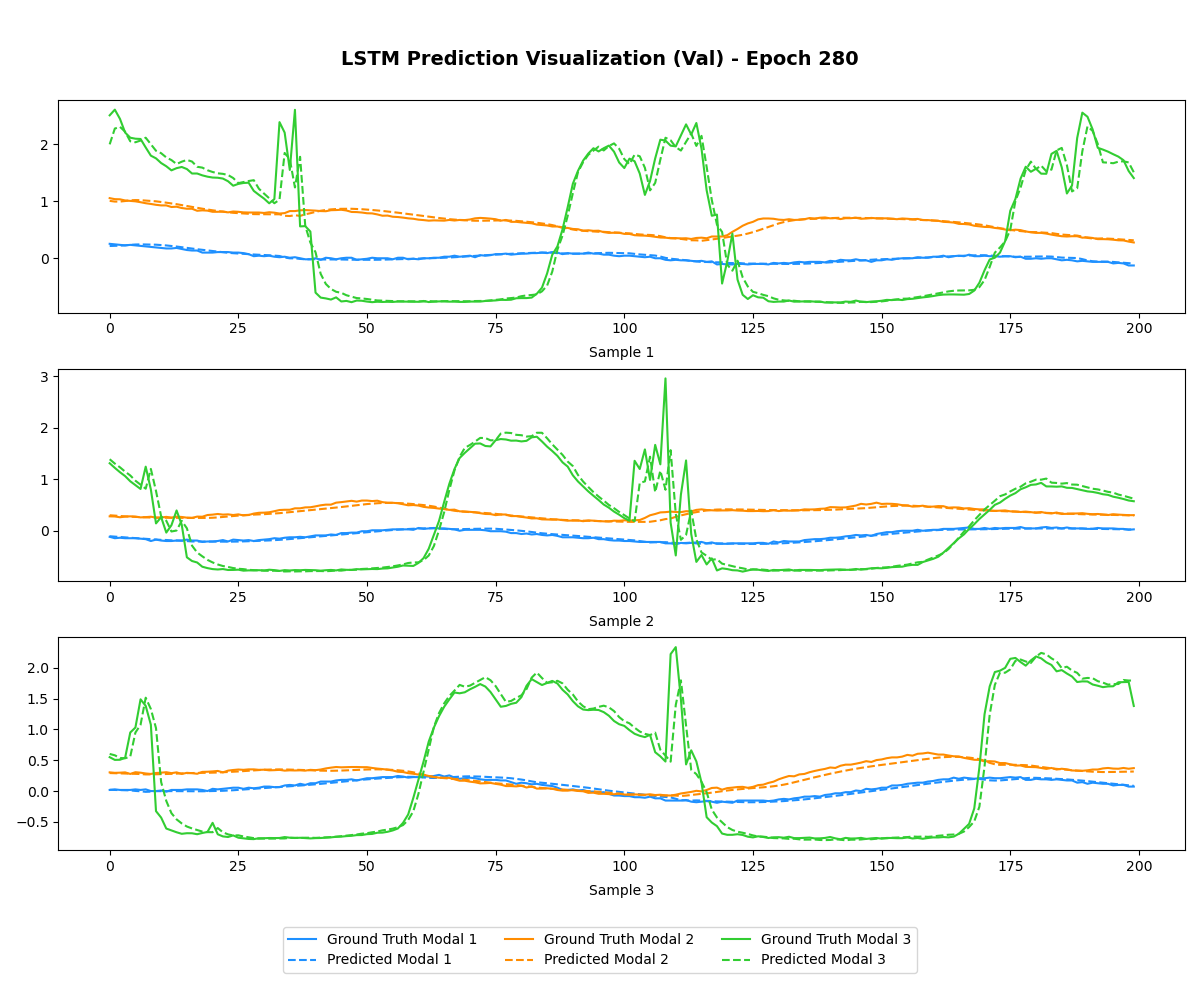 LSTM Prediction Visualization (Val) - Epoch 280
2
1
0
0 25 50 75 100 125 150 175 200
Sample 1
3
2
1
0
0 25 50 75 100 125 150 175 200
Sample 2
2.0
1.5
1.0
0.5
0.0
−0.5
0 25 50 75 100 125 150 175 200
Sample 3
Ground Truth Modal 1 Ground Truth Modal 2 Ground Truth Modal 3
Predicted Modal 1 Predicted Modal 2 Predicted Modal 3